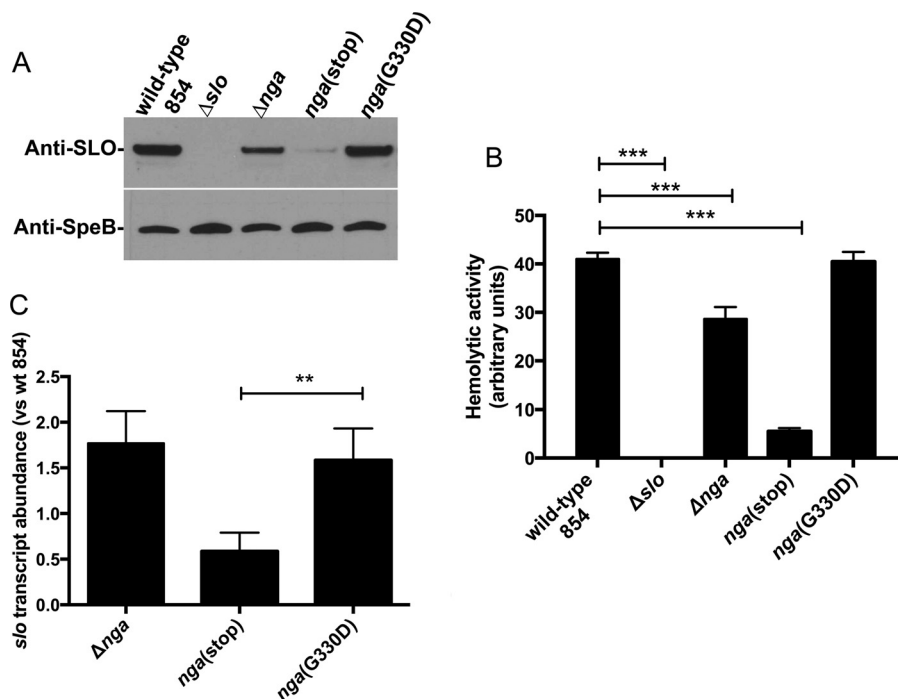 A
wild-type
854
Δslo
Δnga
nga(stop)
nga(G330D)
Anti-SLO
Anti-SpeB
B
***
***
***
Hemolytic activity
(arbitrary units)
50
40
30
20
10
0
wild-type
854
Δslo
Δnga
nga(stop)
nga(G330D)
C
slo transcript abundance (vs wt 854)
2.5
2.0
1.5
1.0
0.5
0.0
**
Δnga
nga(stop)
nga(G330D)